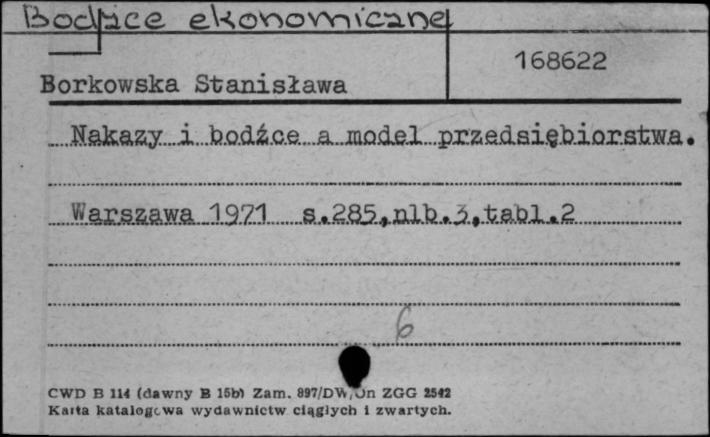 Bodźce ekonomiczne
168622
Borkowska Stanisława
Nakazy i bodźce a model przedsiębiorstwa.
Warszawa 1971 s.285,nlb.3,tabl.2
6
CWD B 114 (dawny B 15b) Zam. 897/DW/Jn ZGG 2542
Karta katalogowa wydawnictw ciągłych i zwartych.